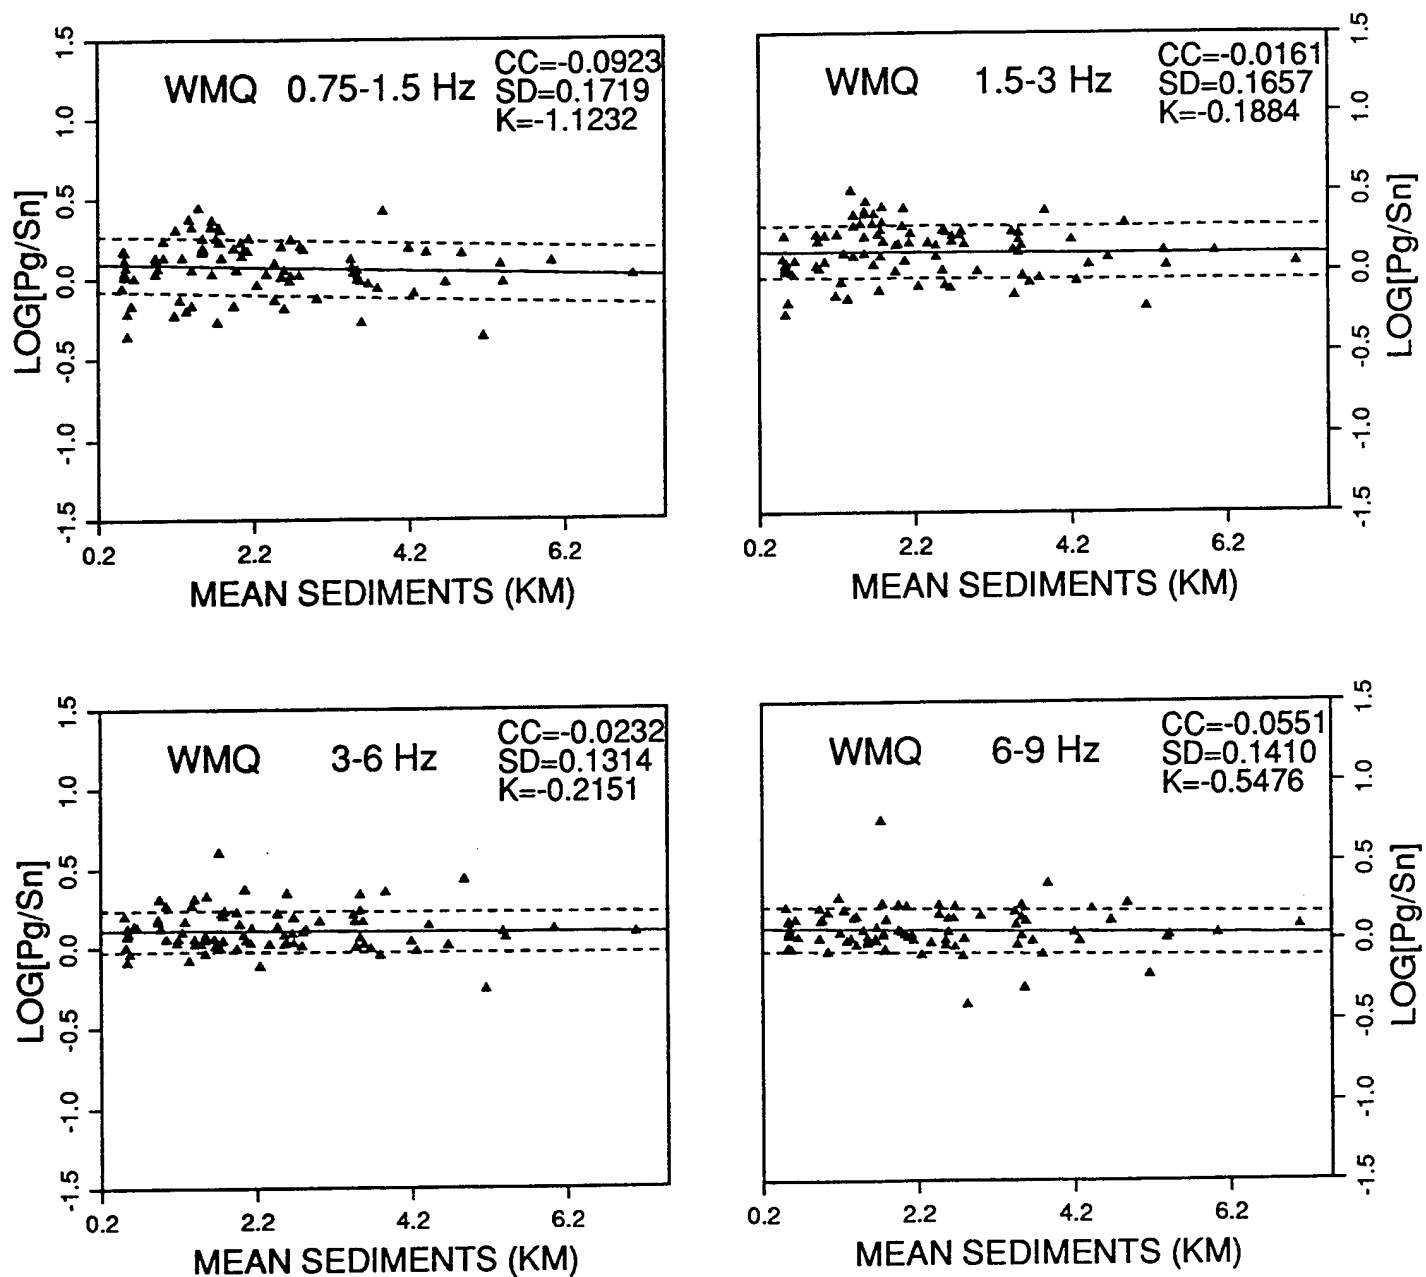 WMQ 0.75-1.5 Hz
CC=-0.0923
SD=0.1719
K=-1.1232
LOG[Pg/Sn]
1.5
1.0
0.5
0.0
-0.5
-1.0
-1.5
0.2 2.2 4.2 6.2
MEAN SEDIMENTS (KM)
WMQ 1.5-3 Hz
CC=-0.0161
SD=0.1657
K=-0.1884
1.5
1.0
0.5
0.0
-0.5
-1.0
-1.5
LOG[Pg/Sn]
0.2 2.2 4.2 6.2
MEAN SEDIMENTS (KM)
WMQ 3-6 Hz
CC=-0.0232
SD=0.1314
K=-0.2151
LOG[Pg/Sn]
1.5
1.0
0.5
0.0
-0.5
-1.0
-1.5
0.2 2.2 4.2 6.2
MEAN SEDIMENTS (KM)
WMQ 6-9 Hz
CC=-0.0551
SD=0.1410
K=-0.5476
1.5
1.0
0.5
0.0
-0.5
-1.0
-1.5
LOG[Pg/Sn]
0.2 2.2 4.2 6.2
MEAN SEDIMENTS (KM)